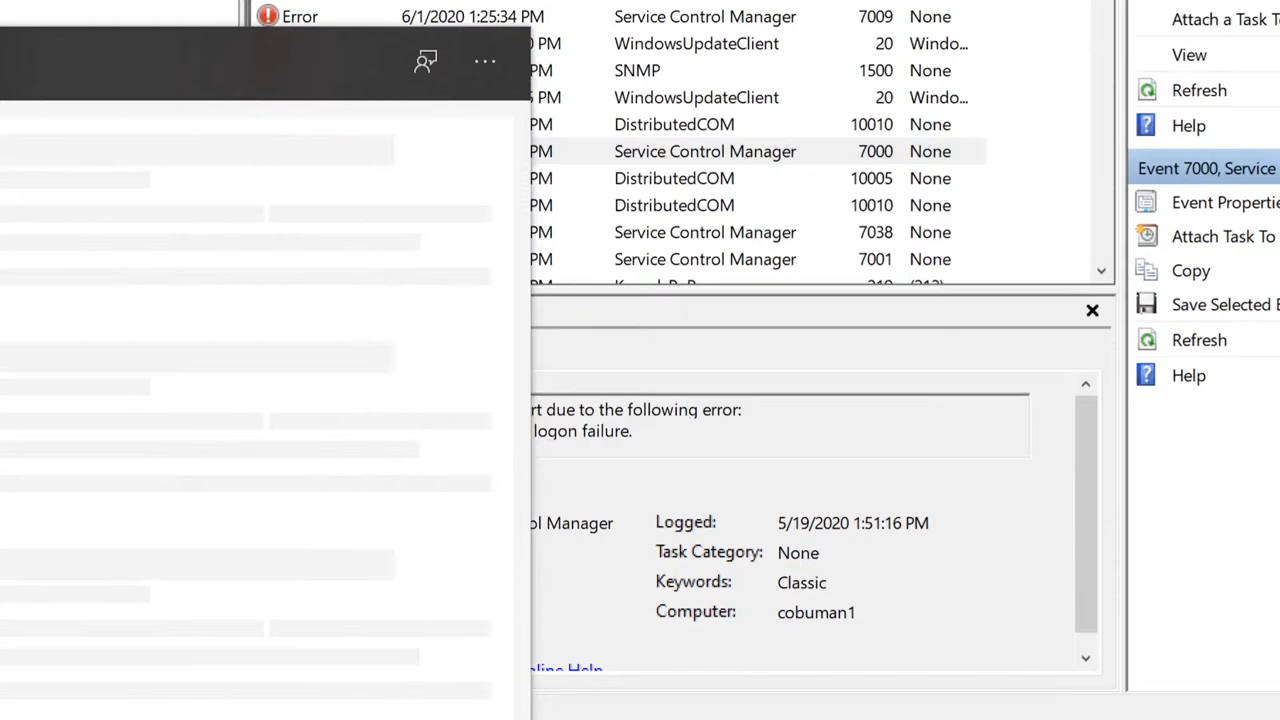 Error 6/1/2020 1:25:34 PM Service Control Manager 7009 None
PM WindowsUpdateClient 20 Windo...
PM SNMP 1500 None
PM WindowsUpdateClient 20 Windo...
PM DistributedCOM 10010 None
PM Service Control Manager 7000 None
PM DistributedCOM 10005 None
PM DistributedCOM 10010 None
PM Service Control Manager 7038 None
PM Service Control Manager 7001 None
rt due to the following error:
logon failure.
ol Manager Logged: 5/19/2020 1:51:16 PM
Task Category: None
Keywords: Classic
Computer: cobuman1
nline Help
Attach a Task To
View
Refresh
Help
Event 7000, Service
Event Propertie
Attach Task To
Copy
Save Selected E
Refresh
Help